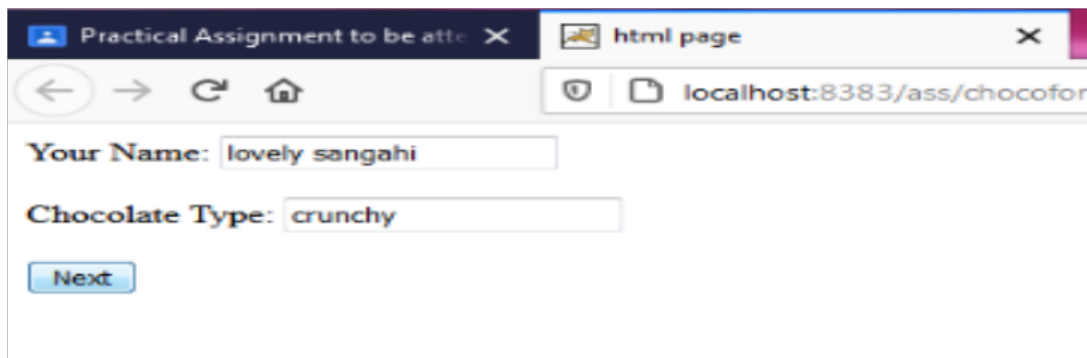 Practical Assignment to be atte
html page
localhost:8383/ass/chocofor
Your Name: lovely sangahi
Chocolate Type: crunchy
Next